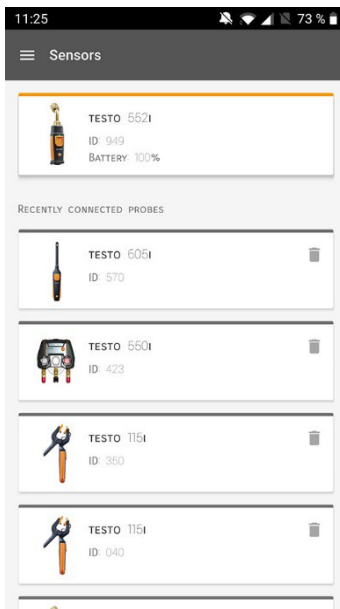 11:25 73 %
Sensors
TESTO 552I
ID: 949
BATTERY: 100%
RECENTLY CONNECTED PROBES
TESTO 605I
ID: 570
TESTO 550I
ID: 423
TESTO 115I
ID: 360
TESTO 115I
ID: 040